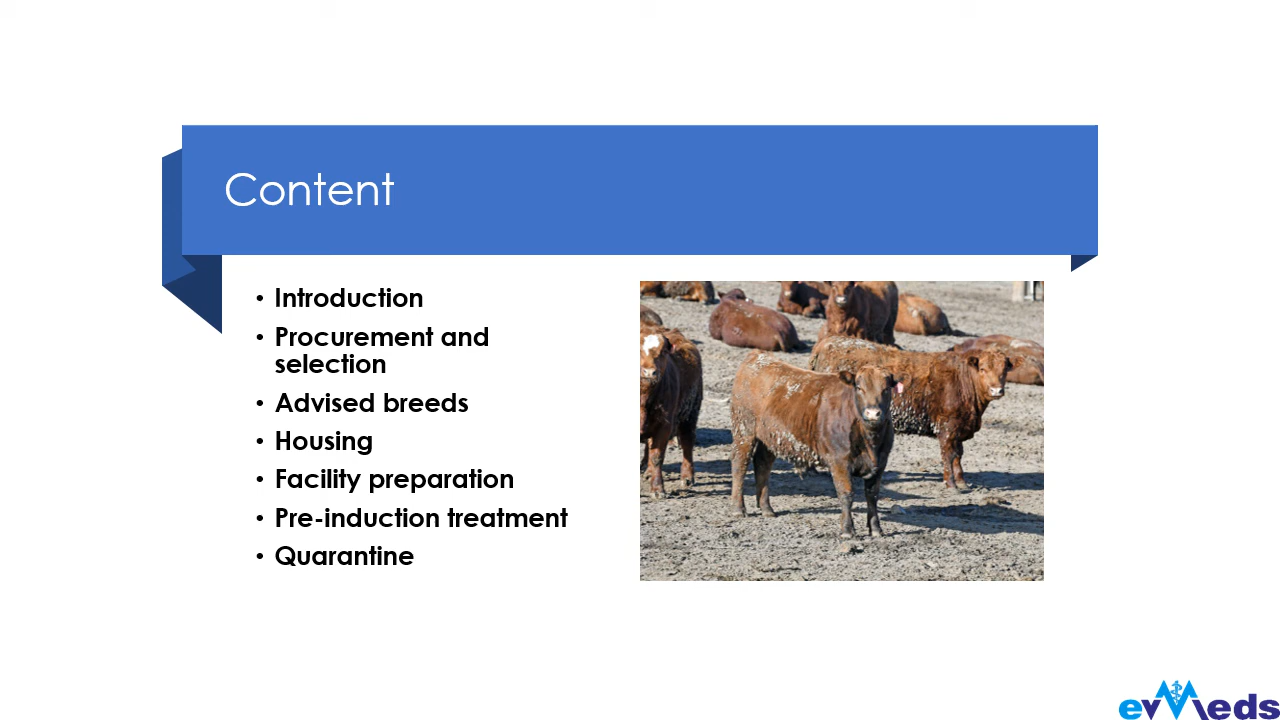 Content
• Introduction
• Procurement and
selection
• Advised breeds
• Housing
• Facility preparation
• Pre-induction treatment
• Quarantine
evMeds